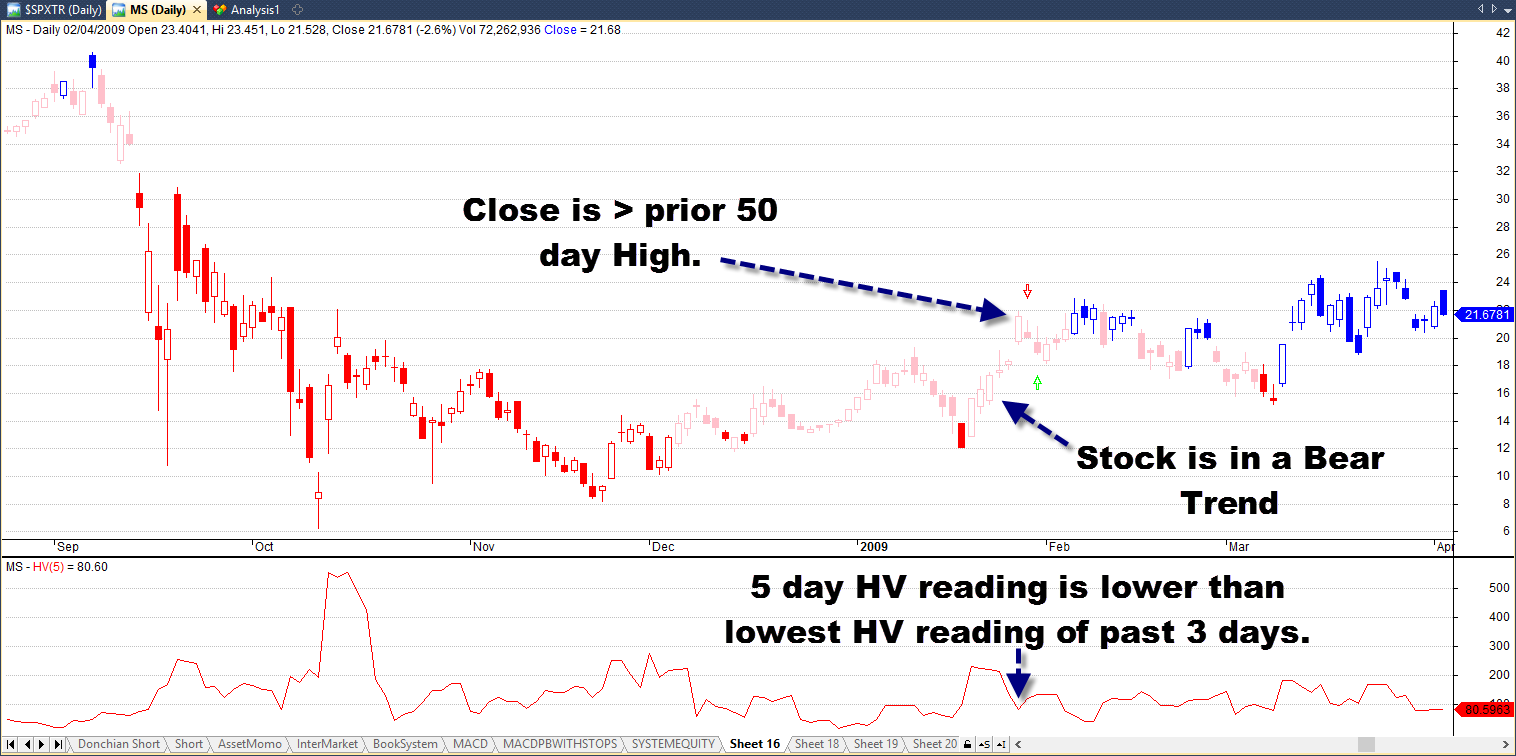 $SPXTR (Daily) MS (Daily) Analysis1
MS - Daily 02/04/2009 Open 23.4041, Hi 23.451, Lo 21.528, Close 21.6781 (-2.6%) Vol 72,262,936 Close = 21.68
42
40
38
36
34
32
30
28
26
24
22
21.6781
20
18
16
14
12
10
8
6
Close is > prior 50
day High.
Stock is in a Bear
Trend
Sep Oct Nov Dec 2009 Feb Mar Apr
MS - HV(5) = 80.60
500
400
300
200
100
80.5963
5 day HV reading is lower than
lowest HV reading of past 3 days.
Donchian Short Short AssetMomo InterMarket BookSystem MACD MACDPBWITHSTOPS SYSTEMEQUITY Sheet 16 Sheet 18 Sheet 19 Sheet 20